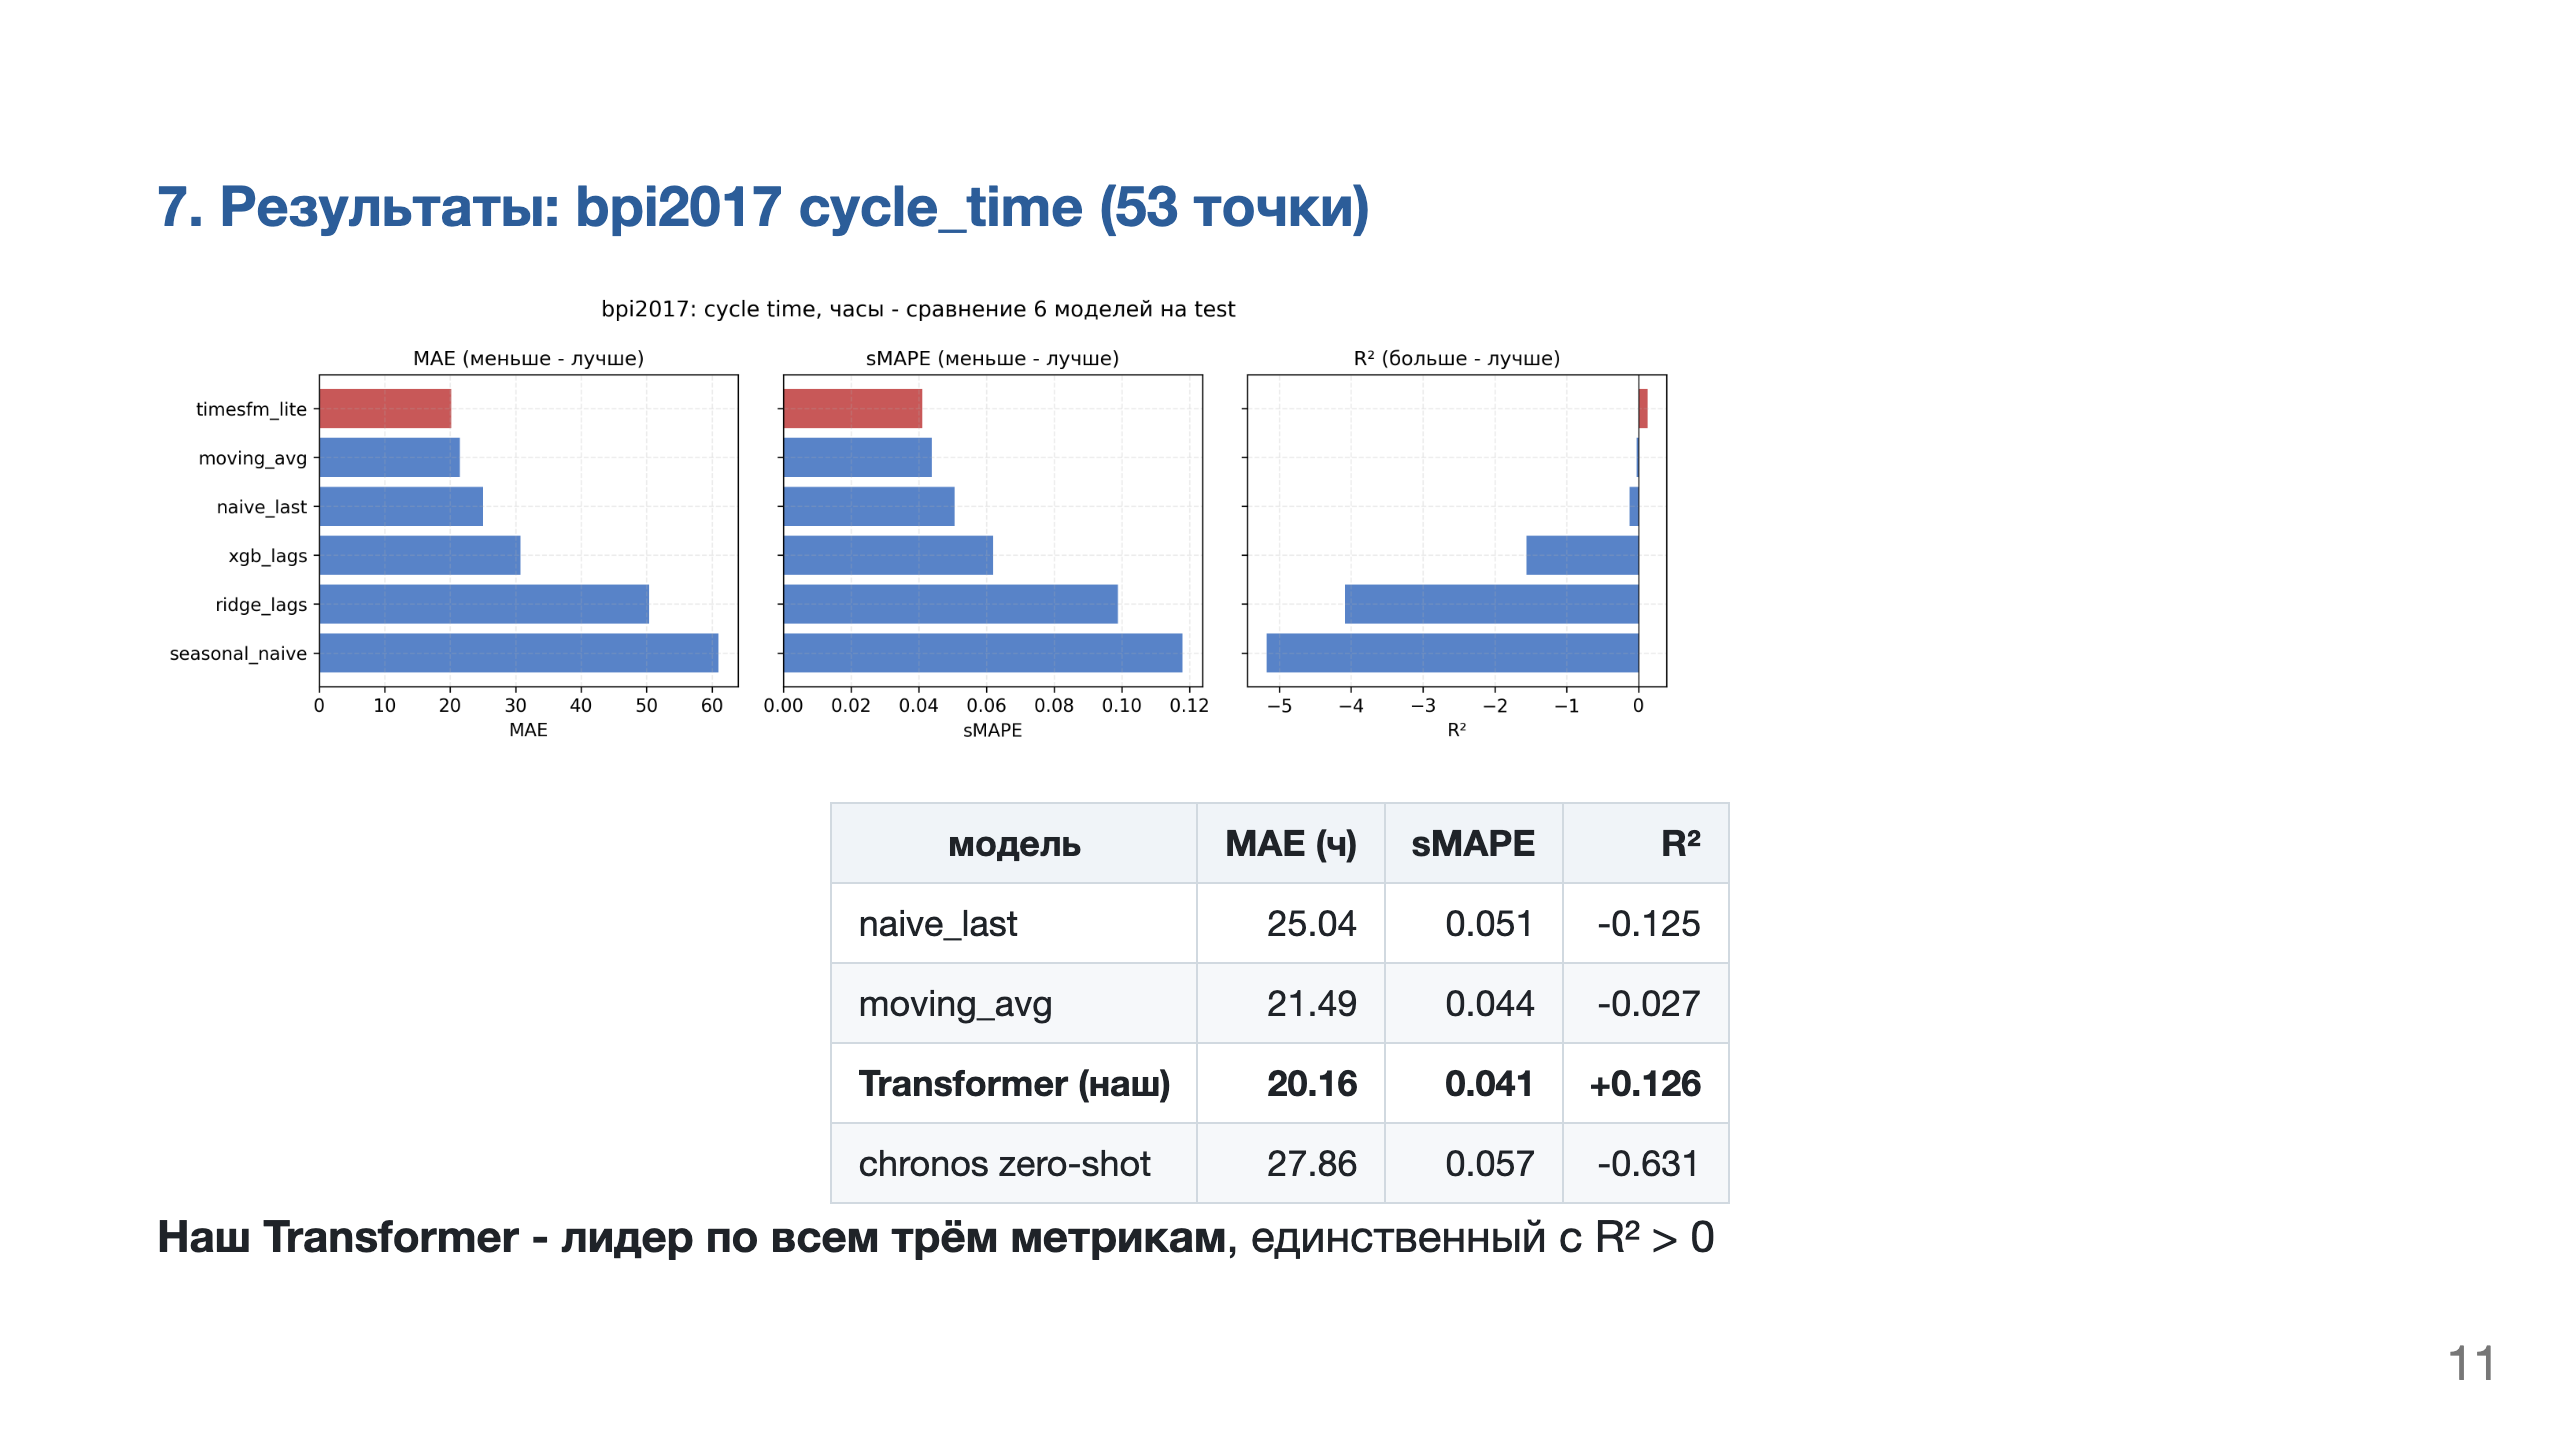 7. Результаты: bpi2017 cycle_time (53 точки)
bpi2017: cycle time, часы - сравнение 6 моделей на test
MAE (меньше - лучше)
timesfm_lite
moving_avg
naive_last
xgb_lags
ridge_lags
seasonal_naive
0 10 20 30 40 50 60
MAE
sMAPE (меньше - лучше)
0.00 0.02 0.04 0.06 0.08 0.10 0.12
sMAPE
R² (больше - лучше)
−5 −4 −3 −2 −1 0
R²
модель MAE (ч) sMAPE R²
naive_last 25.04 0.051 -0.125
moving_avg 21.49 0.044 -0.027
Transformer (наш) 20.16 0.041 +0.126
chronos zero-shot 27.86 0.057 -0.631
Наш Transformer - лидер по всем трём метрикам, единственный с R² > 0
11